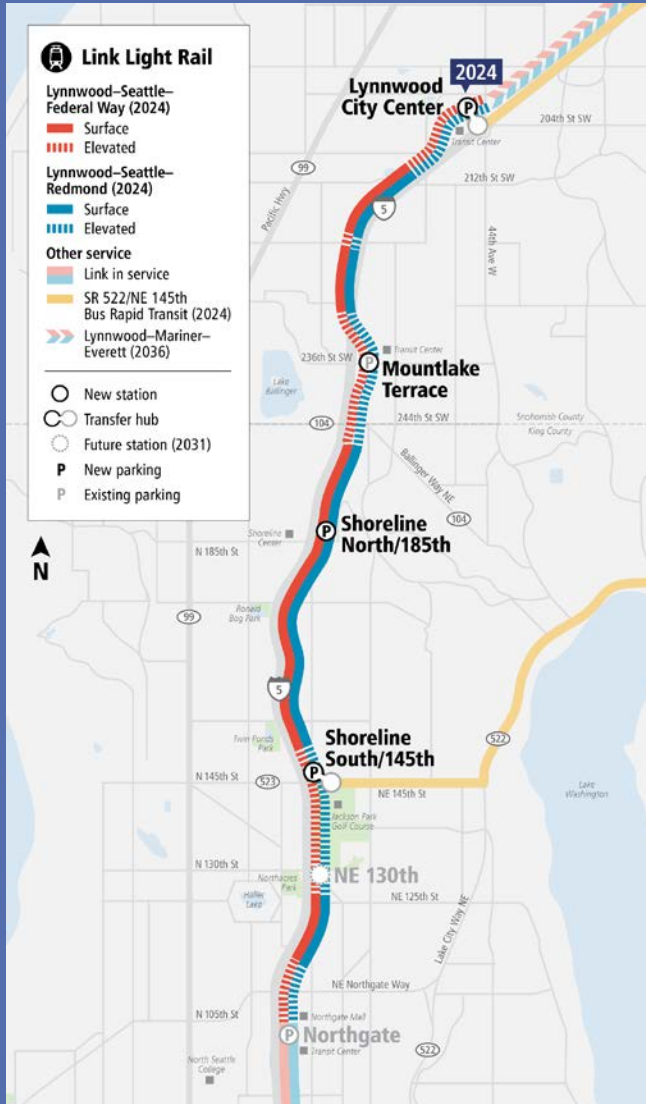 Link Light Rail
Lynnwood–Seattle–
Federal Way (2024)
Surface
Elevated
Lynnwood–Seattle–
Redmond (2024)
Surface
Elevated
Other service
Link in service
SR 522/NE 145th
Bus Rapid Transit (2024)
Lynnwood–Mariner–
Everett (2036)
New station
Transfer hub
Future station (2031)
P
New parking
P
Existing parking
N
2024
Lynnwood
City Center
P
Transit Center
204th St SW
99
Pacific Hwy
212th St SW
5
44th Ave W
236th St SW
P
Transit Center
Mountlake
Terrace
Lake
Ballinger
104
244th St SW
Snohomish County
King County
Ballinger Way NE
104
Shoreline
Center
P
Shoreline
North/185th
N 185th St
Ronald
Bog Park
99
5
Twin Ponds
Park
Shoreline
South/145th
P
522
N 145th St
523
NE 145th St
Lake
Washington
Jackson Park
Golf Course
N 130th St
Northacres
Park
NE 130th
Haller
Lake
NE 125th St
Lake City Way NE
NE Northgate Way
N 105th St
Northgate Mall
P
Northgate
Transit Center
North Seattle
College
522